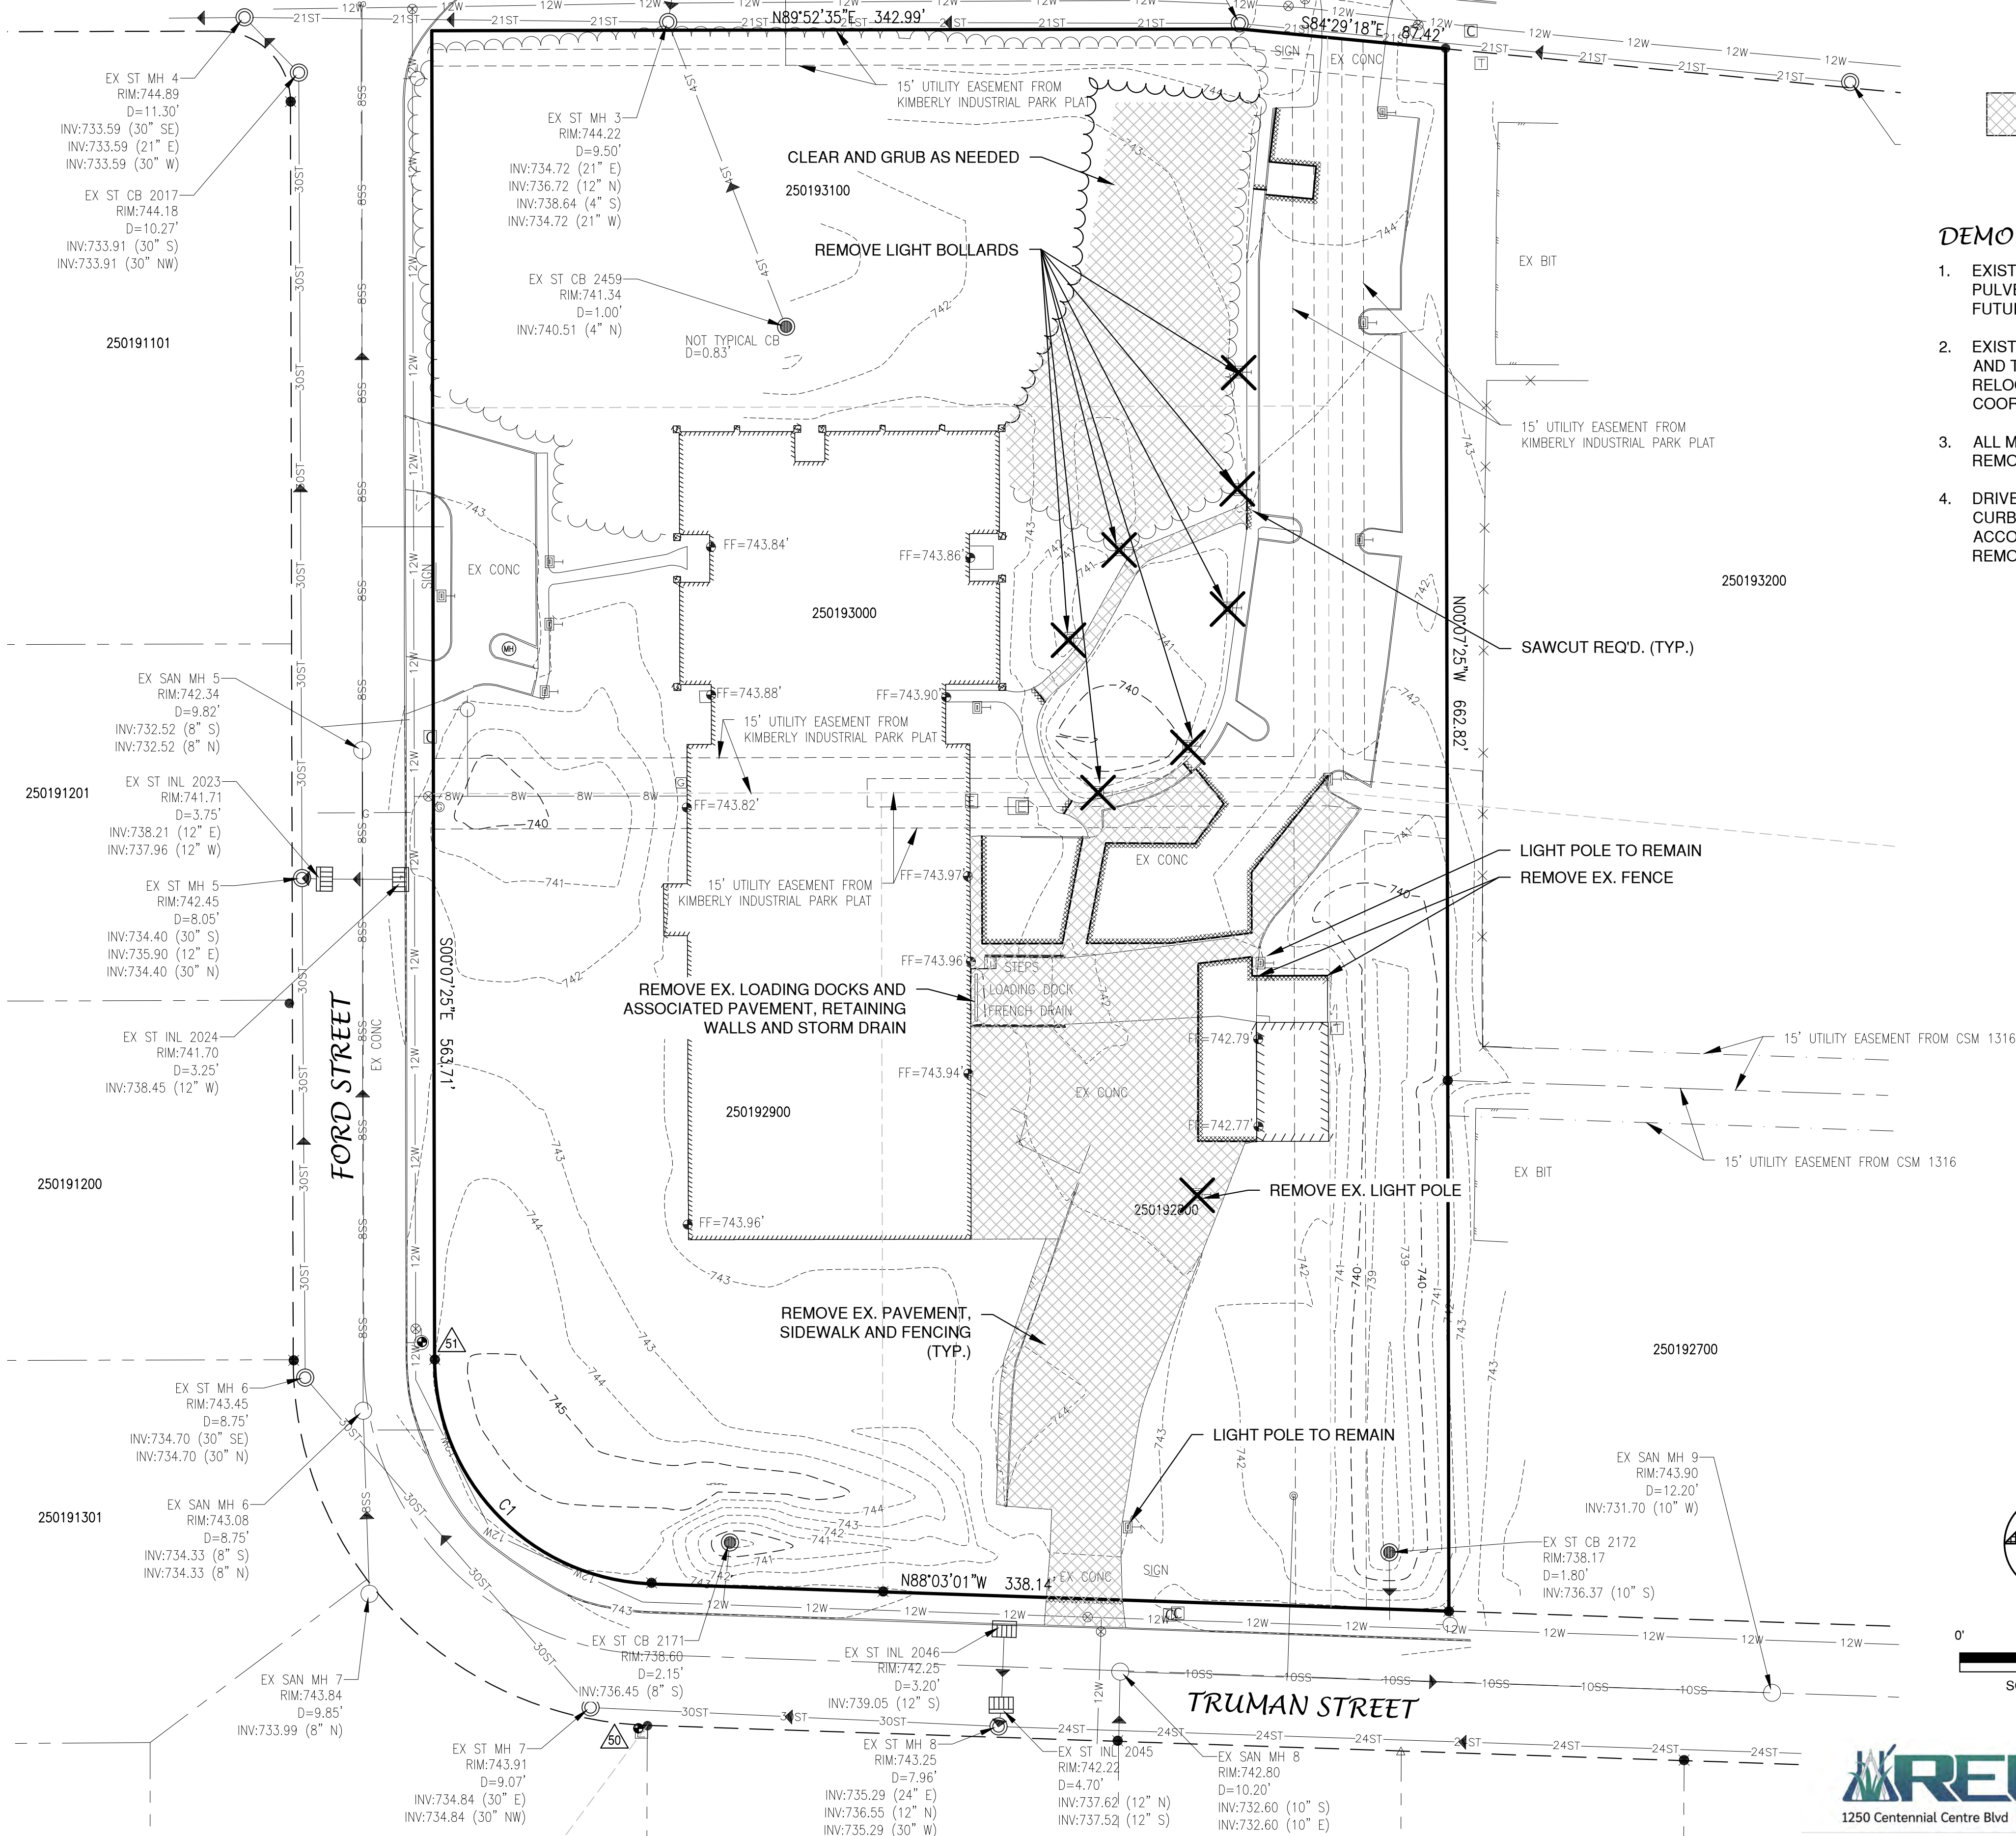 N89°52'35"E 342.99'
S84°29'18"E 87.42'
EX ST MH 4
RIM:744.89
D=11.30'
INV:733.59 (30" SE)
INV:733.59 (21" E)
INV:733.59 (30" W)
EX ST CB 2017
RIM:744.18
D=10.27'
INV:733.91 (30" S)
INV:733.91 (30" NW)
250191101
EX ST MH 3
RIM:744.22
D=9.50'
INV:734.72 (21" E)
INV:736.72 (12" N)
INV:738.64 (4" S)
INV:734.72 (21" W)
EX ST CB 2459
RIM:741.34
D=1.00'
INV:740.51 (4" N)
NOT TYPICAL CB
D=0.83'
15' UTILITY EASEMENT FROM
KIMBERLY INDUSTRIAL PARK PLAT
CLEAR AND GRUB AS NEEDED
250193100
REMOVE LIGHT BOLLARDS
SIGN
EX CONC
EX BIT
15' UTILITY EASEMENT FROM
KIMBERLY INDUSTRIAL PARK PLAT
DEMO
1. EXIST
PULVE
FUTU
2. EXIST
AND T
RELO
COOR
3. ALL M
REMO
4. DRIVE
CURB
ACCO
REMO
250193200
SAWCUT REQ'D. (TYP.)
N00°07'25"W 662.82'
SIGN
EX CONC
MH
FF=743.84'
FF=743.86'
250193000
FF=743.88'
FF=743.90'
15' UTILITY EASEMENT FROM
KIMBERLY INDUSTRIAL PARK PLAT
FF=743.82'
15' UTILITY EASEMENT FROM
KIMBERLY INDUSTRIAL PARK PLAT
FF=743.97'
EX CONC
LIGHT POLE TO REMAIN
REMOVE EX. FENCE
EX SAN MH 5
RIM:742.34
D=9.82'
INV:732.52 (8" S)
INV:732.52 (8" N)
250191201
EX ST INL 2023
RIM:741.71
D=3.75'
INV:738.21 (12" E)
INV:737.96 (12" W)
EX ST MH 5
RIM:742.45
D=8.05'
INV:734.40 (30" S)
INV:735.90 (12" E)
INV:734.40 (30" N)
EX ST INL 2024
RIM:741.70
D=3.25'
INV:738.45 (12" W)
FORD STREET
EX CONC
S00°07'25"E 563.71'
FF=743.96'
STEPS
LOADING DOCK
FRENCH DRAIN
REMOVE EX. LOADING DOCKS AND
ASSOCIATED PAVEMENT, RETAINING
WALLS AND STORM DRAIN
FF=743.94'
FF=742.79'
EX CONC
FF=742.77'
15' UTILITY EASEMENT FROM CSM 1316
15' UTILITY EASEMENT FROM CSM 1316
EX BIT
250192900
250191200
REMOVE EX. LIGHT POLE
250192800
FF=743.96'
REMOVE EX. PAVEMENT,
SIDEWALK AND FENCING
(TYP.)
250192700
51
EX ST MH 6
RIM:743.45
D=8.75'
INV:734.70 (30" SE)
INV:734.70 (30" N)
LIGHT POLE TO REMAIN
EX SAN MH 9
RIM:743.90
D=12.20'
INV:731.70 (10" W)
250191301
EX SAN MH 6
RIM:743.08
D=8.75'
INV:734.33 (8" S)
INV:734.33 (8" N)
C1
EX ST CB 2172
RIM:738.17
D=1.80'
INV:736.37 (10" S)
SIGN
EX CONC
N88°03'01"W 338.14'
EX SAN MH 7
RIM:743.84
D=9.85'
INV:733.99 (8" N)
EX ST CB 2171
RIM:738.60
D=2.15'
INV:736.45 (8" S)
EX ST INL 2046
RIM:742.25
D=3.20'
INV:739.05 (12" S)
TRUMAN STREET
0'
50
EX ST MH 7
RIM:743.91
D=9.07'
INV:734.84 (30" E)
INV:734.84 (30" NW)
EX ST MH 8
RIM:743.25
D=7.96'
INV:735.29 (24" E)
INV:736.55 (12" N)
INV:735.29 (30" W)
EX ST INL 2045
RIM:742.22
D=4.70'
INV:737.62 (12" N)
INV:737.52 (12" S)
EX SAN MH 8
RIM:742.80
D=10.20'
INV:732.60 (10" S)
INV:732.60 (10" E)
1250 Centennial Centre Blvd